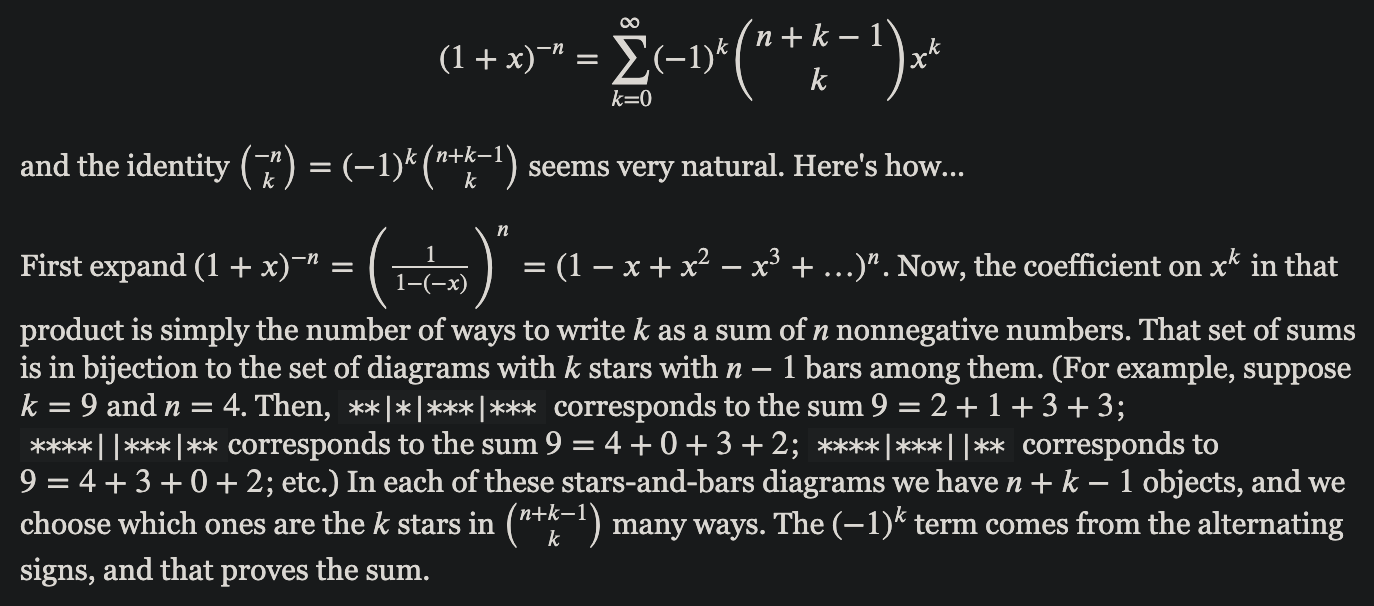 (1 + x)^{-n} = \sum_{k=0}^{\infty} (-1)^k \binom{n + k - 1}{k} x^k
and the identity \binom{-n}{k} = (-1)^k \binom{n+k-1}{k} seems very natural. Here's how...
First expand (1 + x)^{-n} = \left( \frac{1}{1-(-x)} \right)^n = (1 - x + x^2 - x^3 + ...)^n. Now, the coefficient on x^k in that
product is simply the number of ways to write k as a sum of n nonnegative numbers. That set of sums
is in bijection to the set of diagrams with k stars with n - 1 bars among them. (For example, suppose
k = 9 and n = 4. Then, **|*|***|*** corresponds to the sum 9 = 2 + 1 + 3 + 3;
****||***|** corresponds to the sum 9 = 4 + 0 + 3 + 2; ****|***||** corresponds to
9 = 4 + 3 + 0 + 2; etc.) In each of these stars-and-bars diagrams we have n + k - 1 objects, and we
choose which ones are the k stars in \binom{n+k-1}{k} many ways. The (-1)^k term comes from the alternating
signs, and that proves the sum.